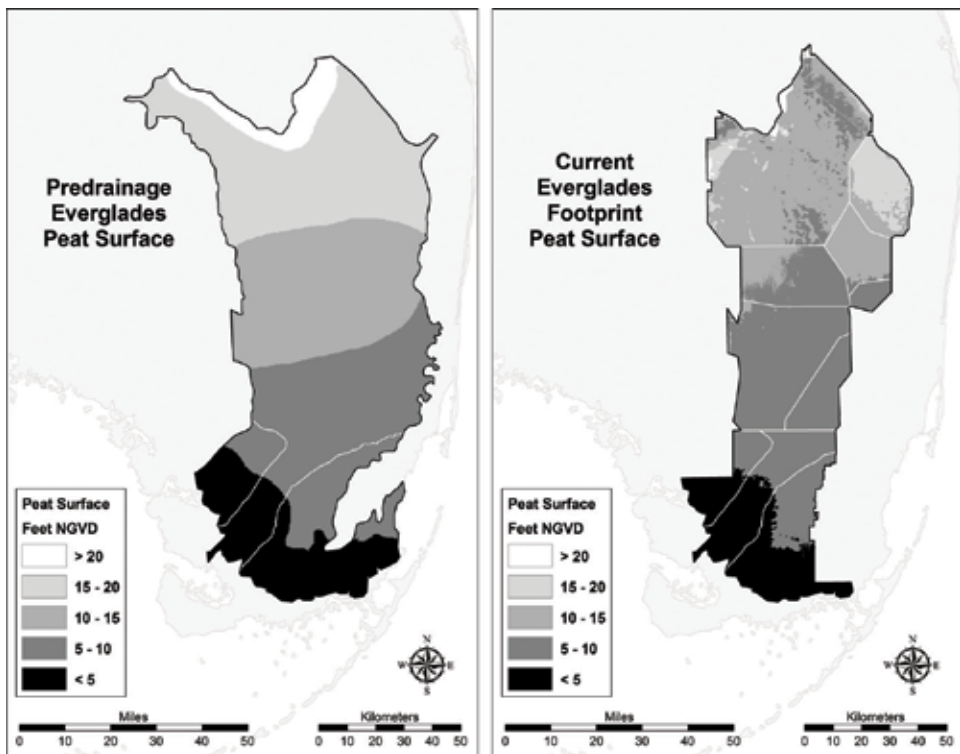 Predrainage
Everglades
Peat Surface
Peat Surface
Feet NGVD
> 20
15 - 20
10 - 15
5 - 10
< 5
N
W
E
S
Miles
0 10 20 30 40 50
Kilometers
0 10 20 30 40 50
Current
Everglades
Footprint
Peat Surface
Peat Surface
Feet NGVD
> 20
15 - 20
10 - 15
5 - 10
< 5
N
W
E
S
Miles
0 10 20 30 40 50
Kilometers
0 10 20 30 40 50